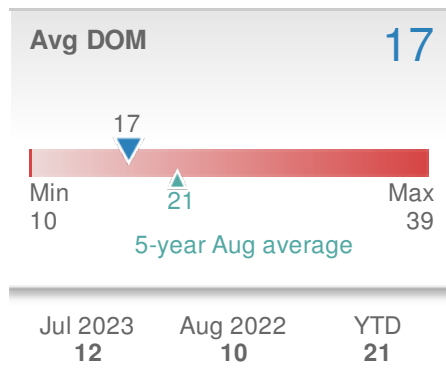 Avg DOM 17
17
Min Max
10 39
21
5-year Aug average
Jul 2023 Aug 2022 YTD
12 10 21